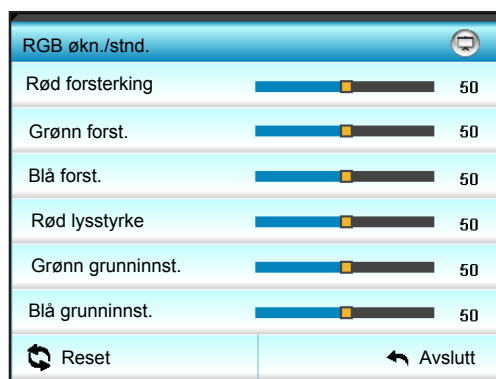 RGB økn./stnd.
Rød forsterking 50
Grønn forst. 50
Blå forst. 50
Rød lysstyrke 50
Grønn grunninnst. 50
Blå grunninnst. 50
Reset Avslutt